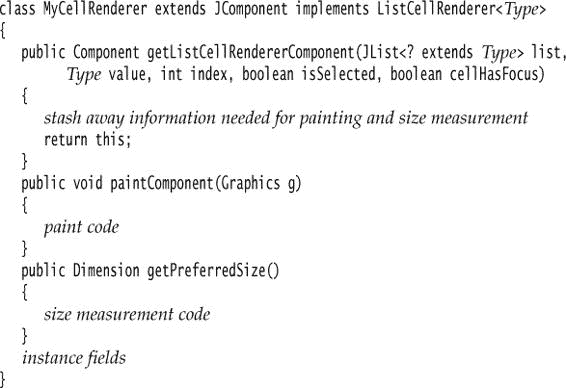 class MyCellRenderer extends JComponent implements ListCellRenderer<Type>
{
public Component getListCellRendererComponent(JList<? extends Type> list,
Type value, int index, boolean isSelected, boolean cellHasFocus)
{
stash away information needed for painting and size measurement
return this;
}
public void paintComponent(Graphics g)
{
paint code
}
public Dimension getPreferredSize()
{
size measurement code
}
instance fields
}